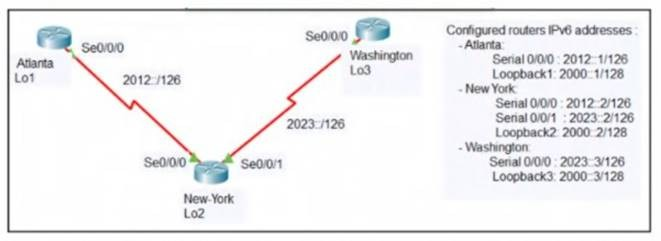 Se0/0/0
Atlanta
Lo1
2012::/126
Se0/0/0
Washington
Lo3
2023::/126
Se0/0/0
Se0/0/1
New-York
Lo2
Configured routers IPv6 addresses :
- Atlanta:
Serial 0/0/0 : 2012::1/126
Loopback1: 2000::1/128
- New York:
Serial 0/0/0 : 2012::2/126
Serial 0/0/1 : 2023::2/126
Loopback2: 2000::2/128
- Washington:
Serial 0/0/0 : 2023::3/126
Loopback3: 2000::3/128